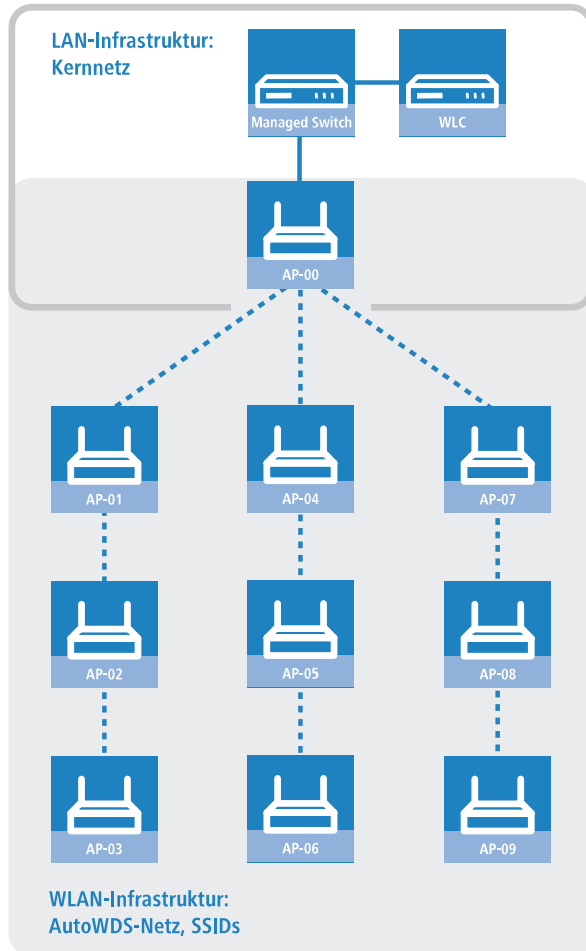 LAN-Infrastruktur:
Kernnetz
Managed Switch
WLC
AP-00
AP-01
AP-04
AP-07
AP-02
AP-05
AP-08
AP-03
AP-06
AP-09
WLAN-Infrastruktur:
AutoWDS-Netz, SSIDs